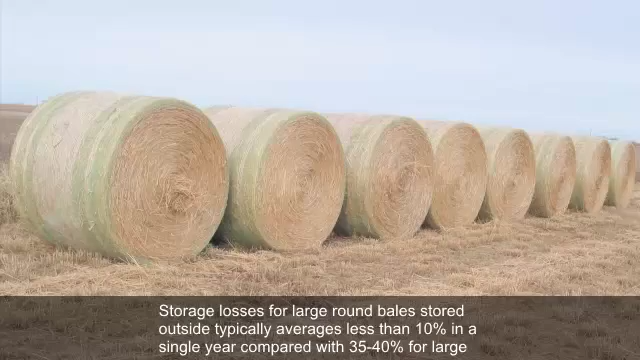 Storage losses for large round bales stored
outside typically averages less than 10% in a
single year compared with 35-40% for large